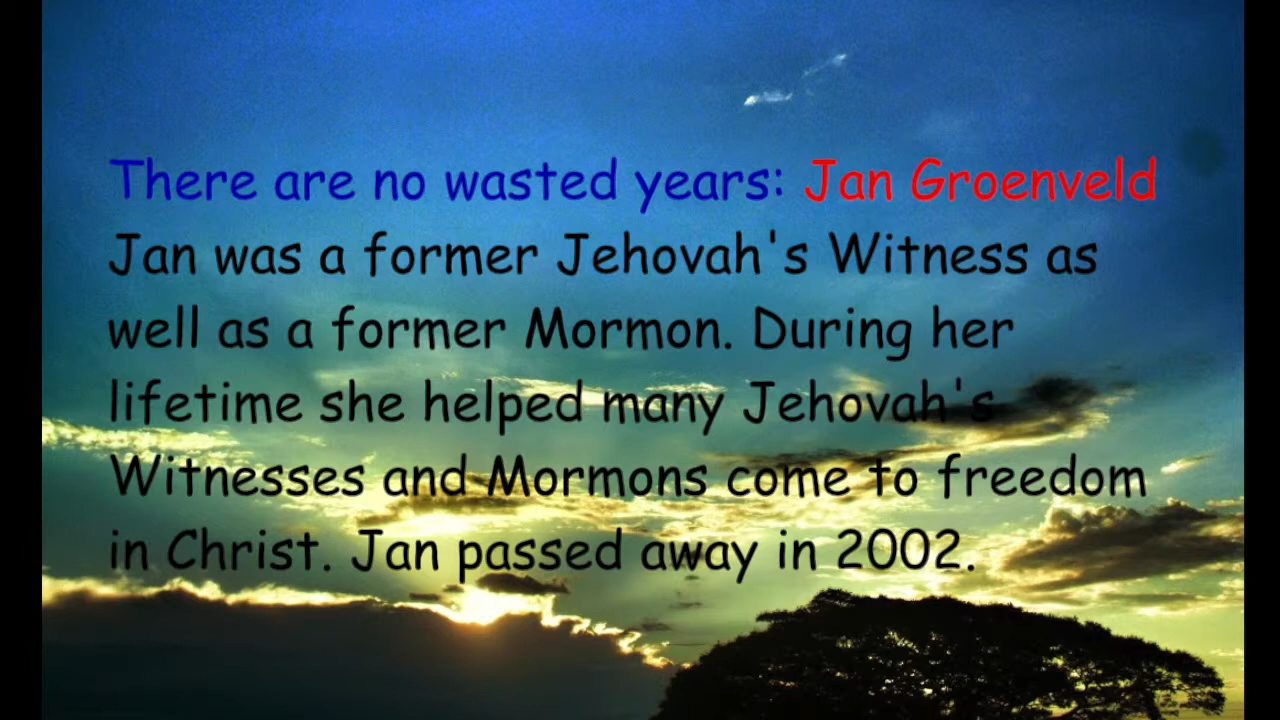 There are no wasted years: Jan Groenveld
Jan was a former Jehovah's Witness as
well as a former Mormon. During her
lifetime she helped many Jehovah's
Witnesses and Mormons come to freedom
in Christ. Jan passed away in 2002.